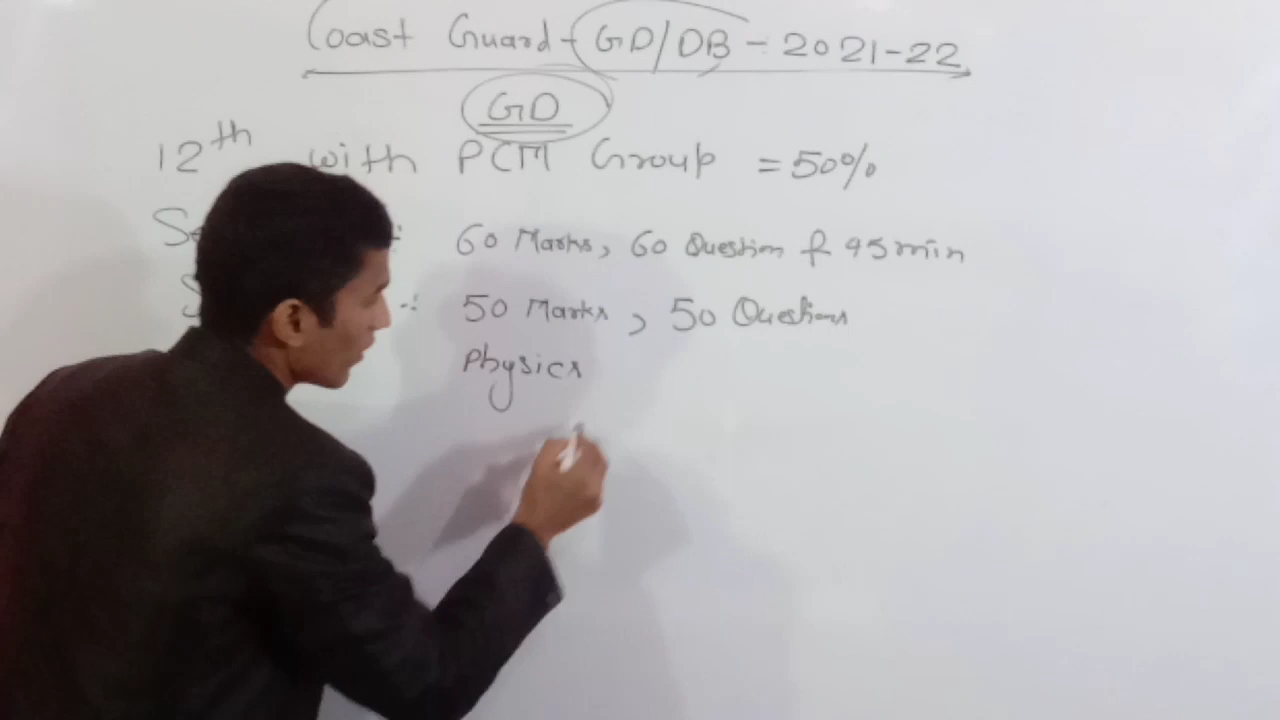 Coast Guard - GD/DB - 2021-22
GD
12th with PCM Group = 50%
60 Marks, 60 Question & 45 min
50 Marks, 50 Questions
Physics